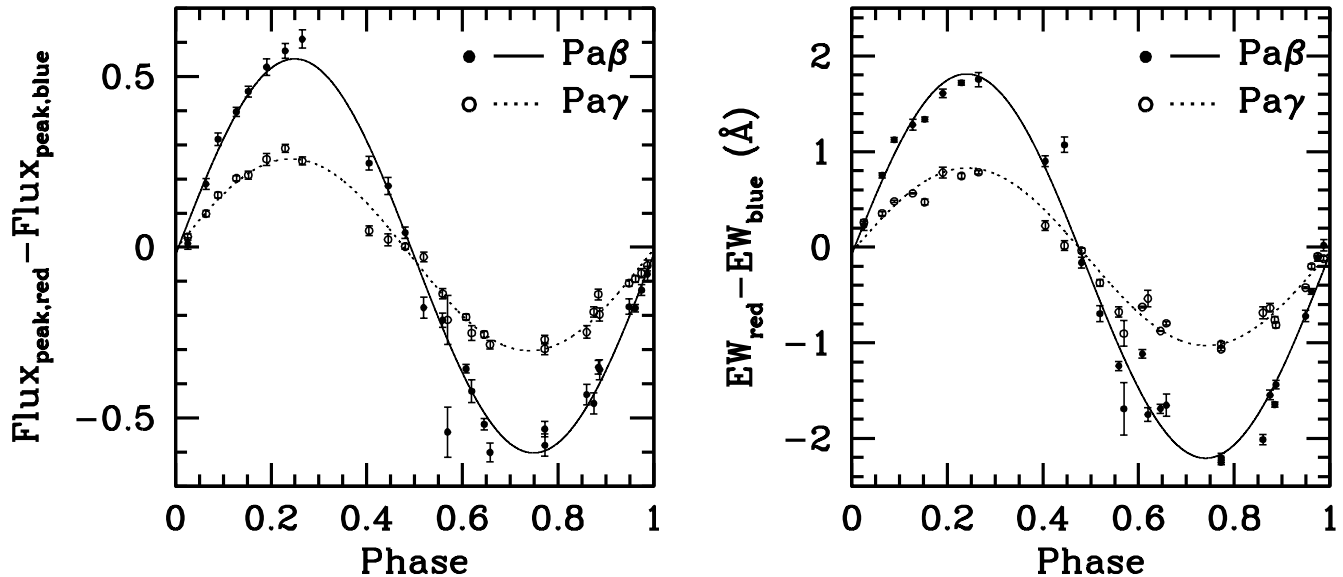 Flux_peak,red−Flux_peak,blue
0.5
0
−0.5
Paβ
Paγ
0 0.2 0.4 0.6 0.8 1
Phase
EW_red−EW_blue (Å)
2
1
0
−1
−2
Paβ
Paγ
0 0.2 0.4 0.6 0.8 1
Phase